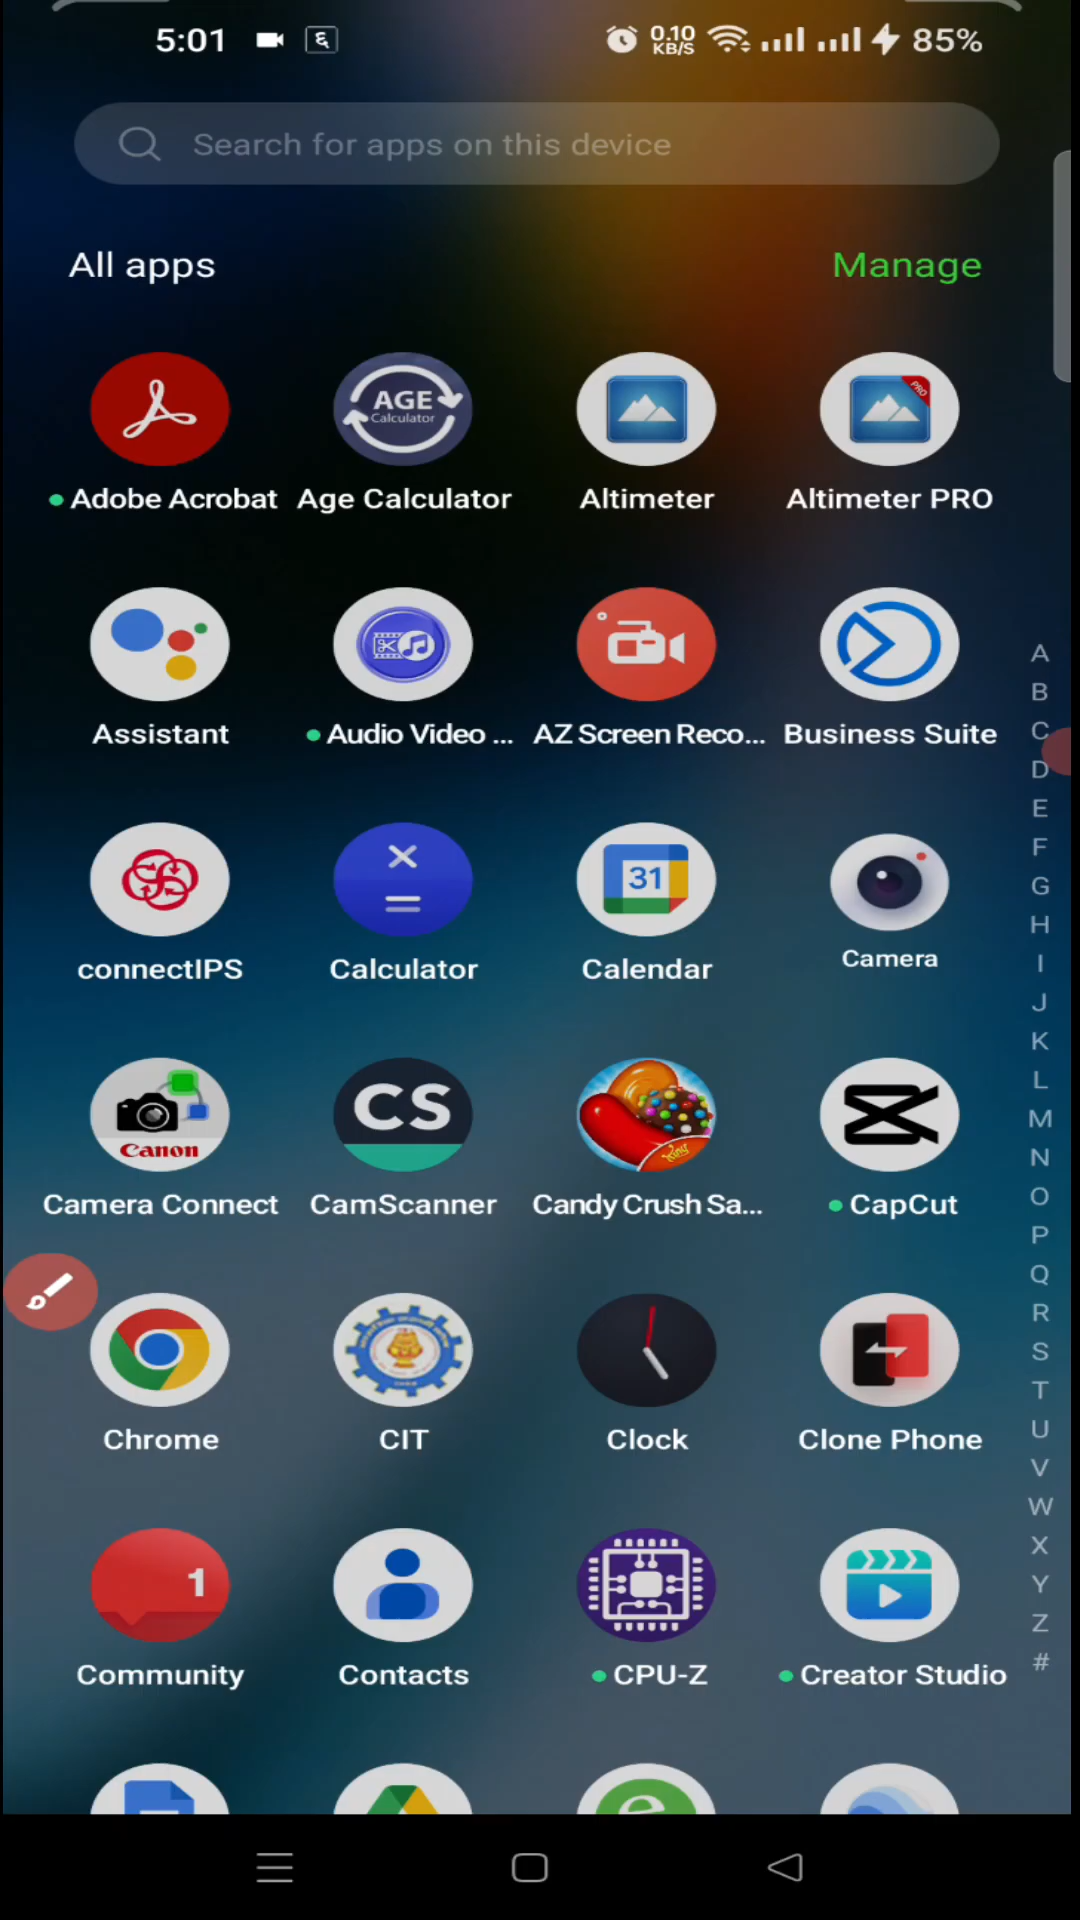 5:01 ६ 0.10 KB/S 85%
Search for apps on this device
All apps Manage
AGE Calculator PRO
Adobe Acrobat Age Calculator Altimeter Altimeter PRO
Assistant Audio Video ... AZ Screen Reco... Business Suite
31
connectIPS Calculator Calendar Camera
Canon CS King
Camera Connect CamScanner Candy Crush Sa... CapCut
Chrome CIT Clock Clone Phone
1
Community Contacts CPU-Z Creator Studio
A
B
C
D
E
F
G
H
I
J
K
L
M
N
O
P
Q
R
S
T
U
V
W
X
Y
Z
#